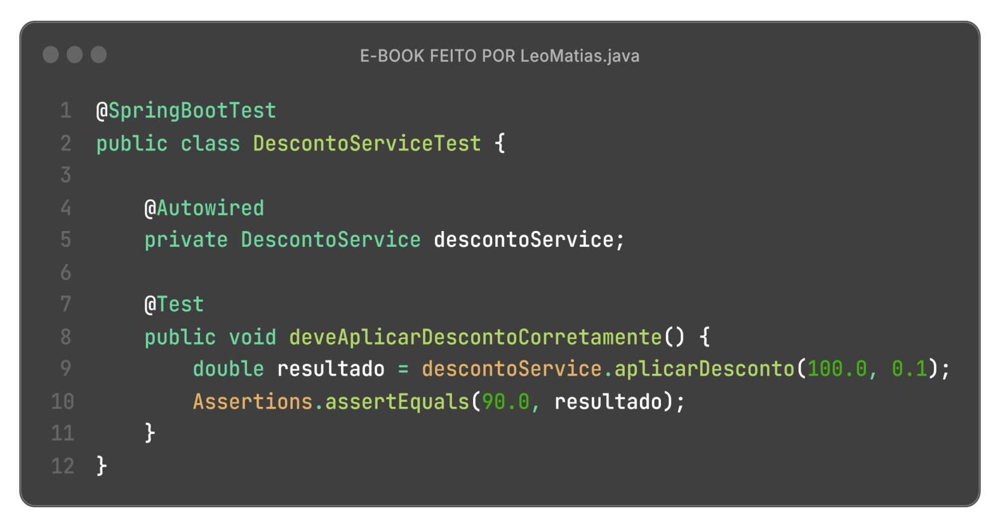 E-BOOK FEITO POR LeoMatias.java
1 @SpringBootTest
2 public class DescontoServiceTest {
3
4     @Autowired
5     private DescontoService descontoService;
6
7     @Test
8     public void deveAplicarDescontoCorretamente() {
9         double resultado = descontoService.aplicarDesconto(100.0, 0.1);
10         Assertions.assertEquals(90.0, resultado);
11     }
12 }